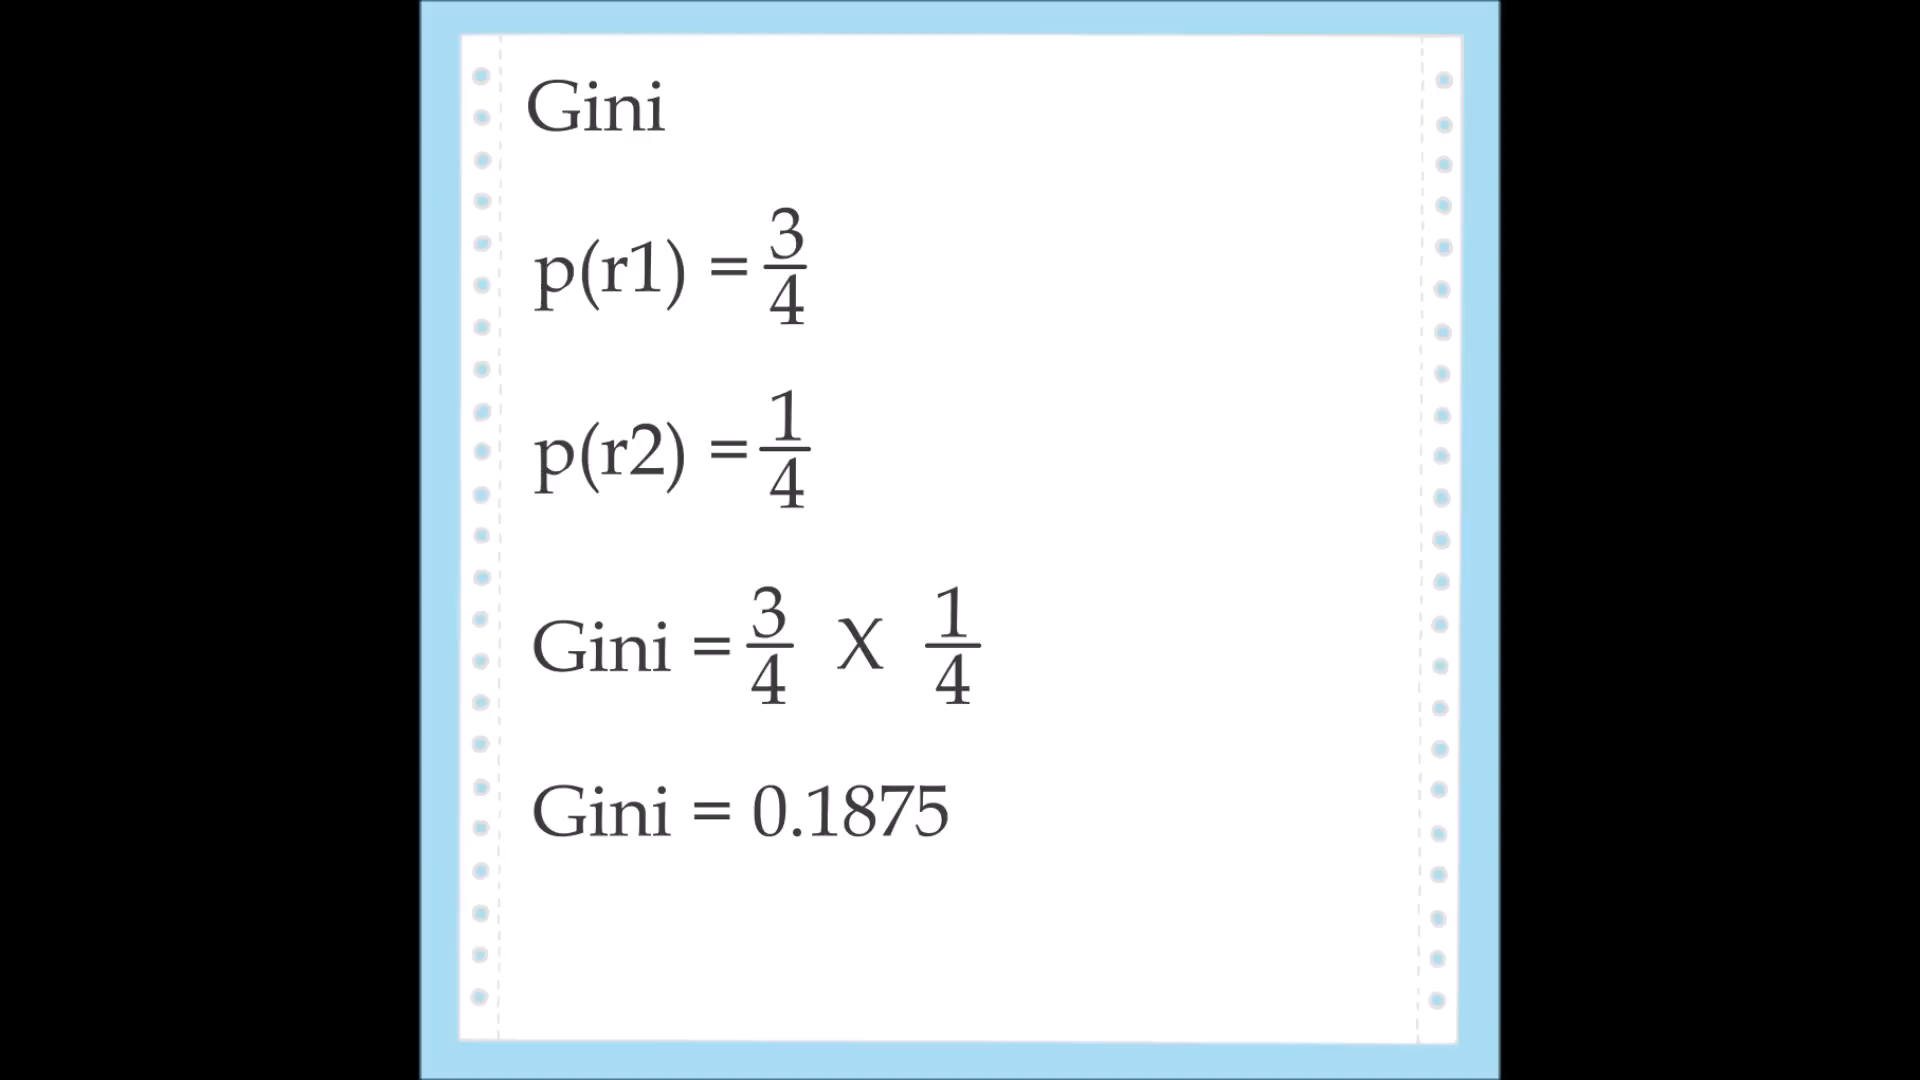 Gini
p(r1) = 3/4
p(r2) = 1/4
Gini = 3/4 X 1/4
Gini = 0.1875